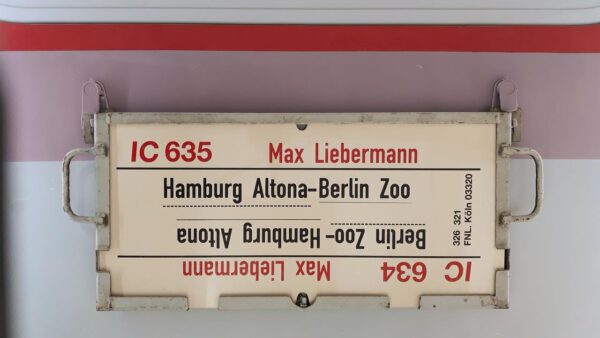 IC 635 Max Liebermann
Hamburg Altona-Berlin Zoo
Berlin Zoo-Hamburg Altona
IC 634 Max Liebermann
326 321
FNL. Köln 03320